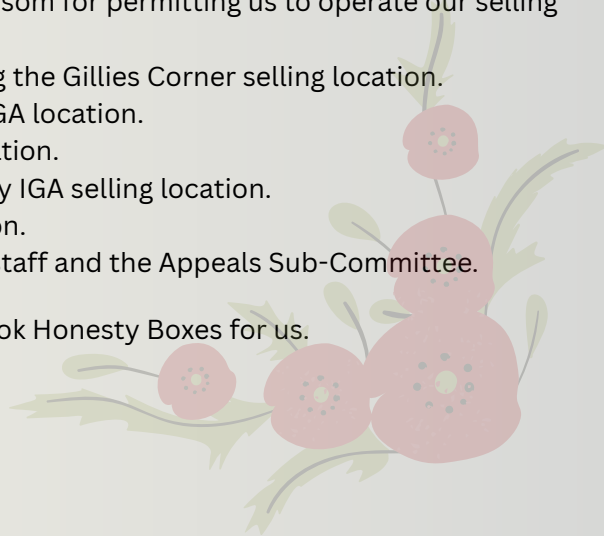 som for permitting us to operate our selling
g the Gillies Corner selling location.
GA location.
tion.
y IGA selling location.
on.
taff and the Appeals Sub-Committee.
ok Honesty Boxes for us.